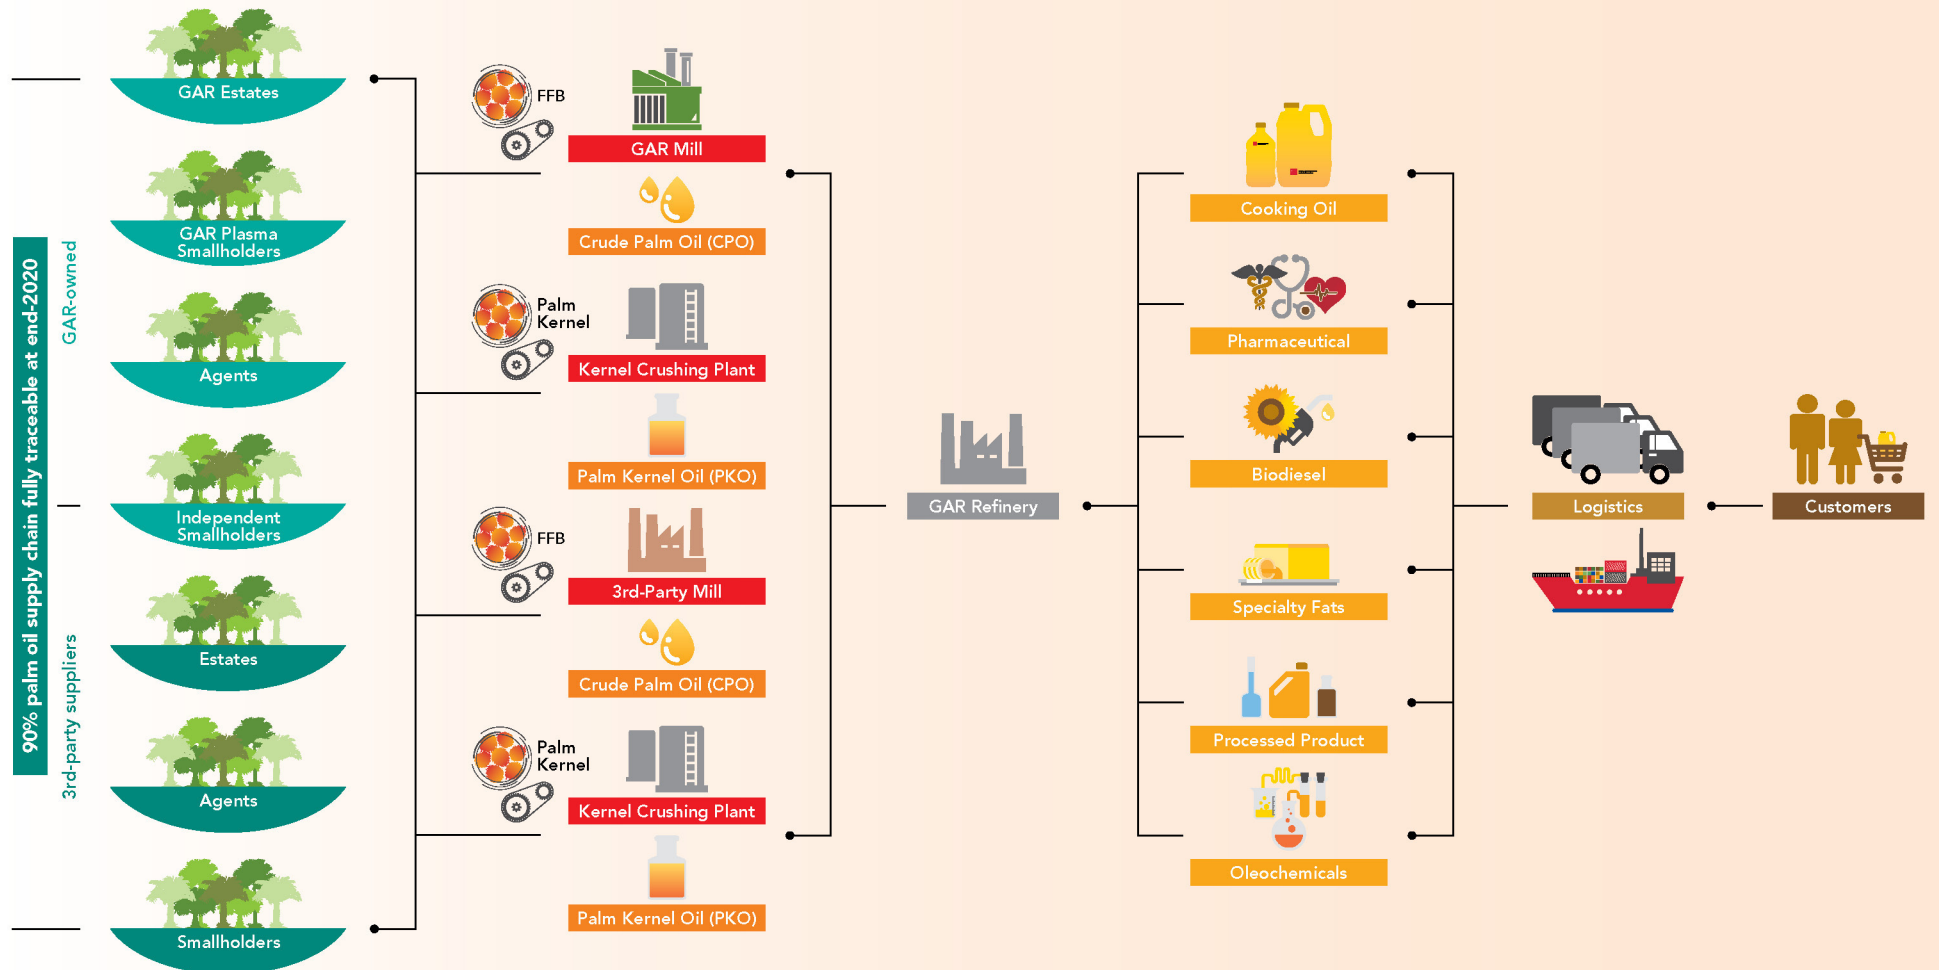 90% palm oil supply chain fully traceable at end-2020
GAR-owned
3rd-party suppliers
GAR Estates
GAR Plasma
Smallholders
Agents
Independent
Smallholders
Estates
Agents
Smallholders
FFB
GAR Mill
Crude Palm Oil (CPO)
Palm
Kernel
Kernel Crushing Plant
Palm Kernel Oil (PKO)
FFB
3rd-Party Mill
Crude Palm Oil (CPO)
Palm
Kernel
Kernel Crushing Plant
Palm Kernel Oil (PKO)
GAR Refinery
Cooking Oil
Pharmaceutical
Biodiesel
Specialty Fats
Processed Product
Oleochemicals
Logistics
Customers